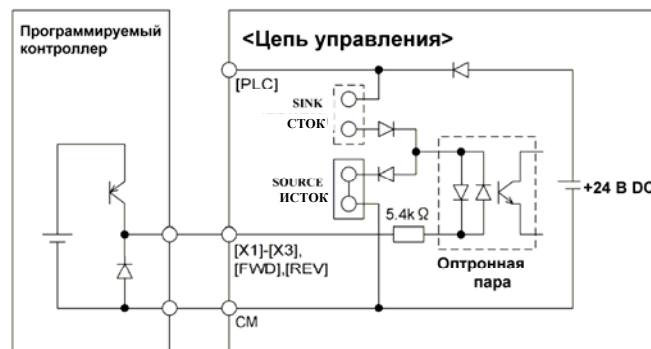 Программируемый
контроллер
<Цепь управления>
[PLC]
SINK
СТОК
SOURCE
ИСТОК
+24 В DC
5.4kΩ
[X1]-[X3],
[FWD],[REV]
Оптронная
пара
CM